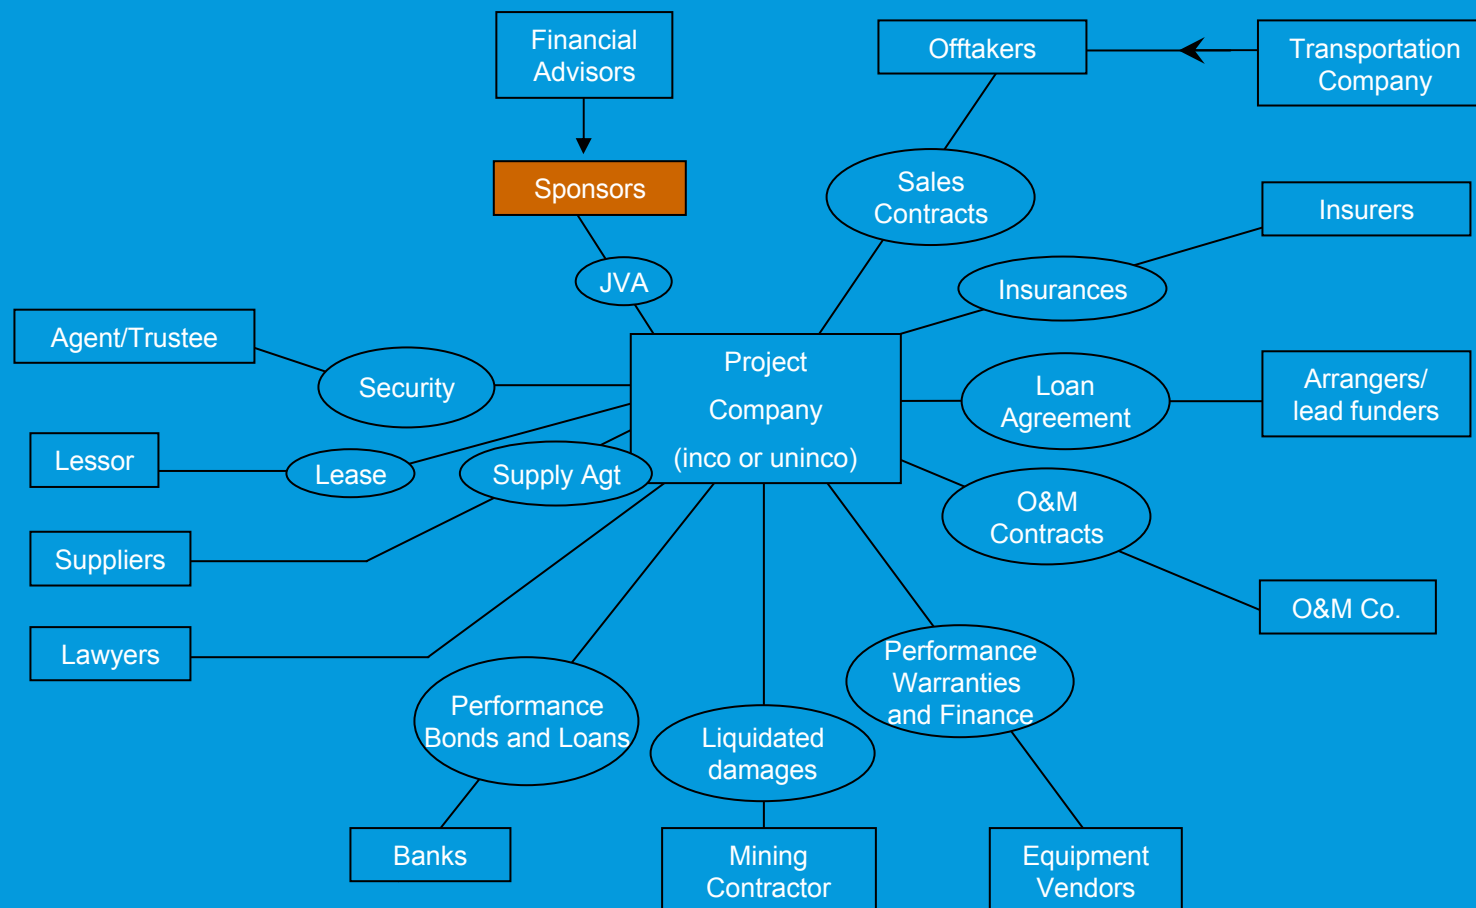 Financial
Advisors
Offtakers
Transportation
Company
Sponsors
Sales
Contracts
Insurers
JVA
Insurances
Agent/Trustee
Security
Project
Company
(inco or uninco)
Loan
Agreement
Arrangers/
lead funders
Lessor
Lease
Supply Agt
O&M
Contracts
Suppliers
O&M Co.
Lawyers
Performance
Bonds and Loans
Liquidated
damages
Performance
Warranties
and Finance
Banks
Mining
Contractor
Equipment
Vendors